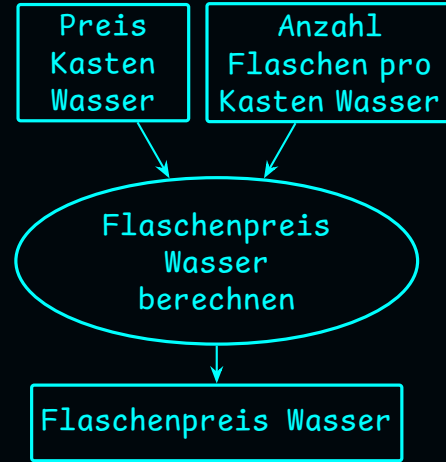 Preis
Kasten
Wasser
Anzahl
Flaschen pro
Kasten Wasser
Flaschenpreis
Wasser
berechnen
Flaschenpreis Wasser